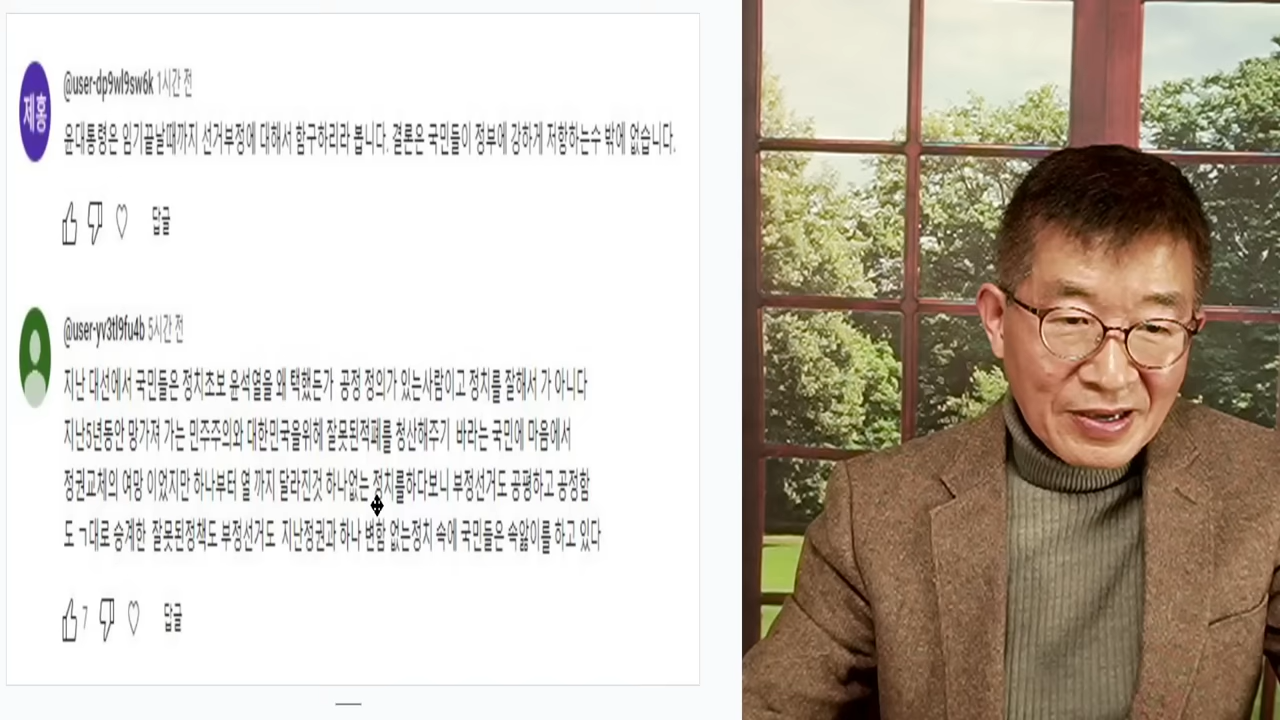 제홍
@user-dp9wl9sw6k 1시간 전
윤대통령은 임기끝날때까지 선거부정에 대해서 함구하리라 봅니다. 결론은 국민들이 정부에 강하게 저항하는수 밖에 없습니다.
답글
@user-yv3tl9fu4b 5시간 전
지난 대선에서 국민들은 정치초보 윤석열을 왜 택했든가 공정 정의가 있는사람이고 정치를 잘해서 가 아니다
지난5년동안 망가져 가는 민주주의와 대한민국을위해 잘못된적폐를 청산해주기 바라는 국민에 마음에서
정권교체의 여망 이었지만 하나부터 열 까지 달라진것 하나없는 정치를하다보니 부정선거도 공평하고 공정함
도 ㄱ대로 승계한 잘못된정책도 부정선거도 지난정권과 하나 변함 없는정치 속에 국민들은 속앓이를 하고 있다
7 답글